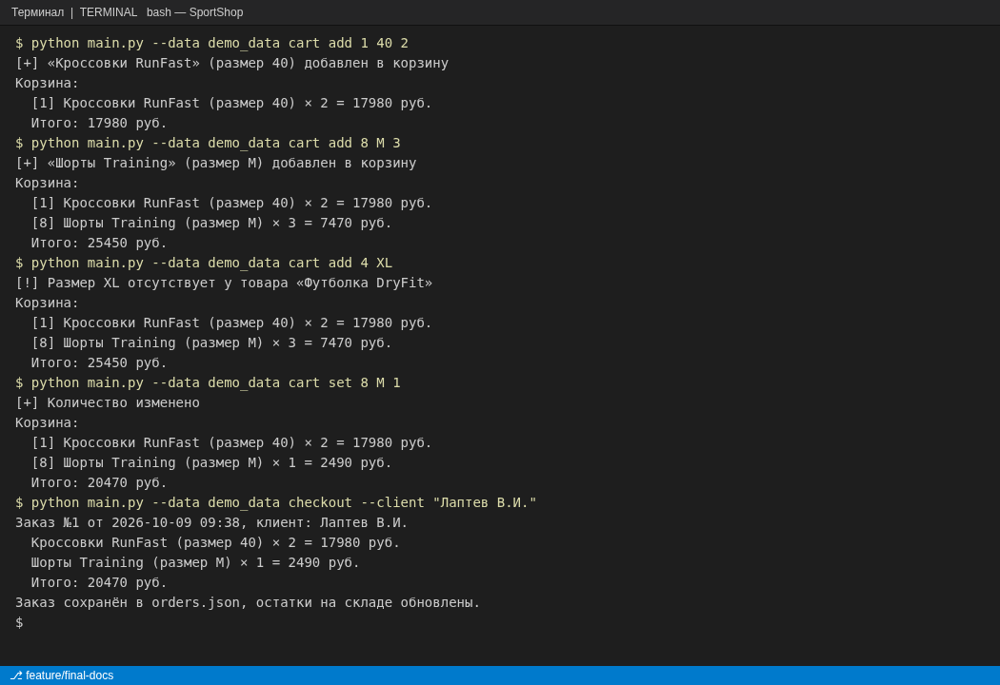 Терминал | TERMINAL bash — SportShop
$ python main.py --data demo_data cart add 1 40 2
[+] «Кроссовки RunFast» (размер 40) добавлен в корзину
Корзина:
[1] Кроссовки RunFast (размер 40) × 2 = 17980 руб.
Итого: 17980 руб.
$ python main.py --data demo_data cart add 8 M 3
[+] «Шорты Training» (размер M) добавлен в корзину
Корзина:
[1] Кроссовки RunFast (размер 40) × 2 = 17980 руб.
[8] Шорты Training (размер M) × 3 = 7470 руб.
Итого: 25450 руб.
$ python main.py --data demo_data cart add 4 XL
[!] Размер XL отсутствует у товара «Футболка DryFit»
Корзина:
[1] Кроссовки RunFast (размер 40) × 2 = 17980 руб.
[8] Шорты Training (размер M) × 3 = 7470 руб.
Итого: 25450 руб.
$ python main.py --data demo_data cart set 8 M 1
[+] Количество изменено
Корзина:
[1] Кроссовки RunFast (размер 40) × 2 = 17980 руб.
[8] Шорты Training (размер M) × 1 = 2490 руб.
Итого: 20470 руб.
$ python main.py --data demo_data checkout --client "Лаптев В.И."
Заказ №1 от 2026-10-09 09:38, клиент: Лаптев В.И.
Кроссовки RunFast (размер 40) × 2 = 17980 руб.
Шорты Training (размер M) × 1 = 2490 руб.
Итого: 20470 руб.
Заказ сохранён в orders.json, остатки на складе обновлены.
$
⎇ feature/final-docs